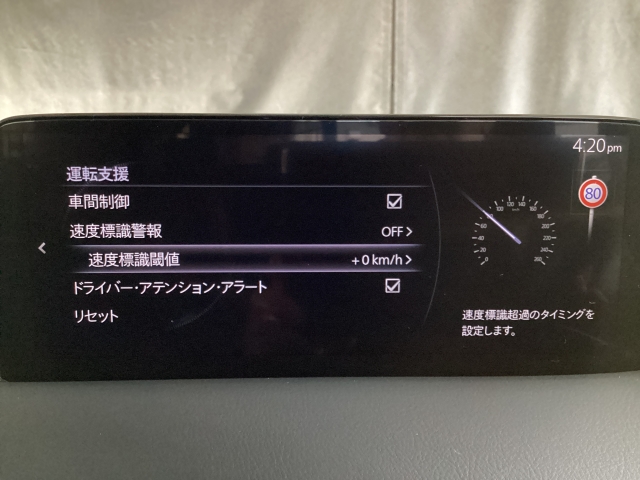 4:20pm
運転支援
車間制御
速度標識警報 OFF
速度標識閾値 +0km/h
ドライバー・アテンション・アラート
リセット
80
速度標識超過のタイミングを
設定します。